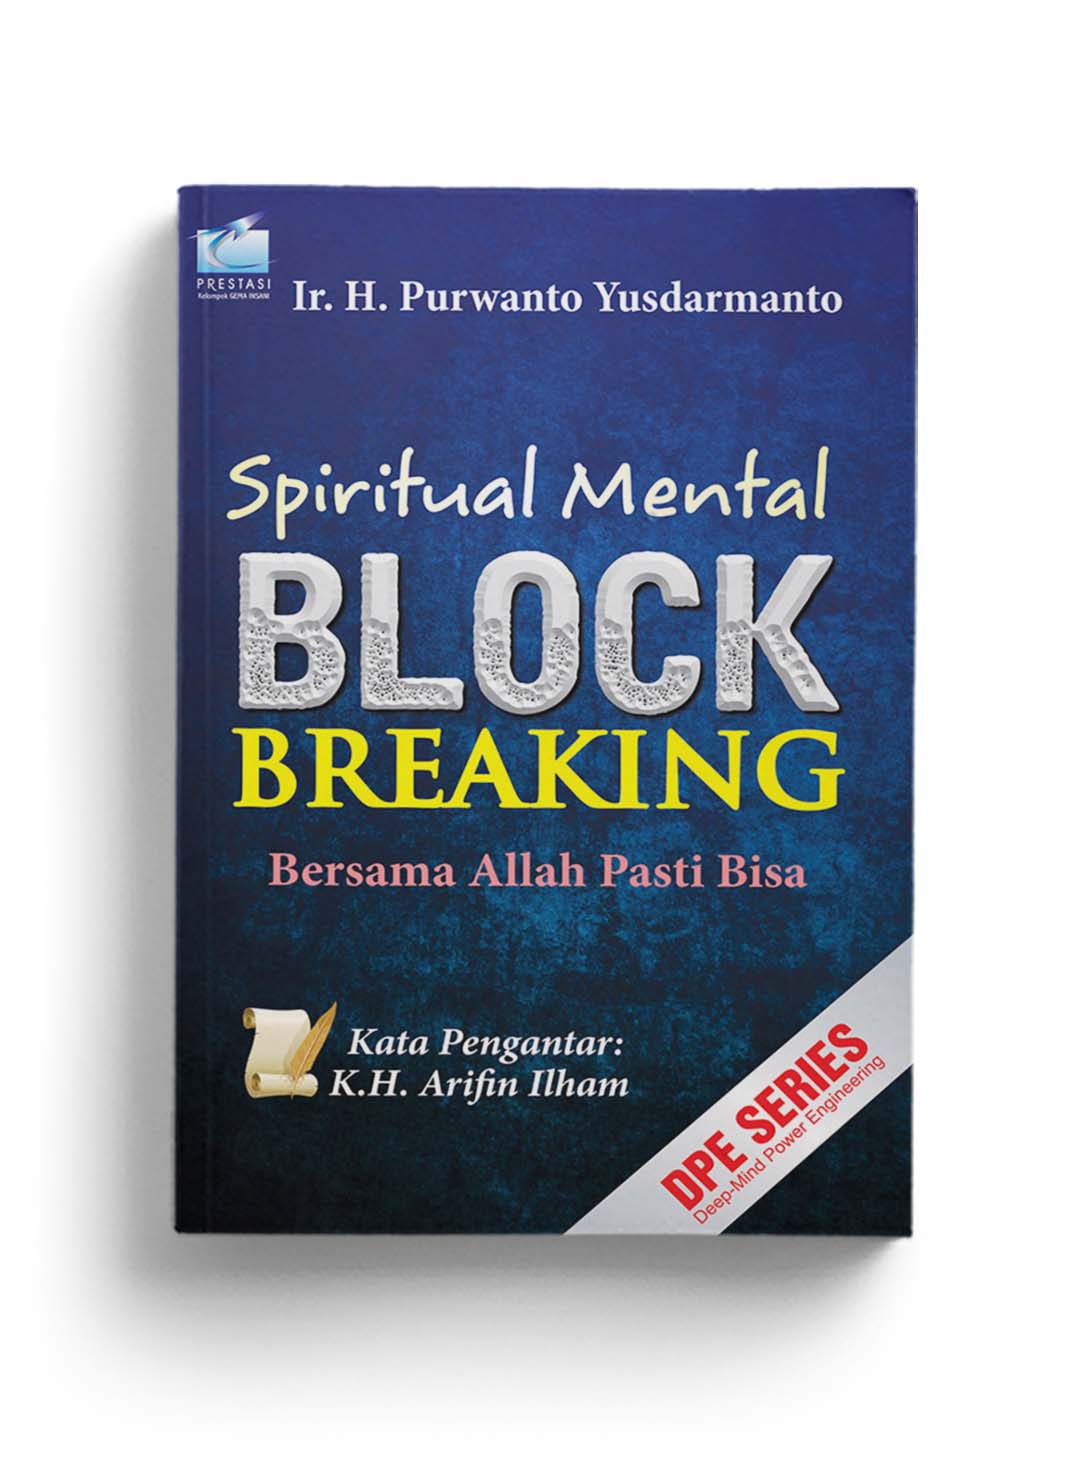 PRESTASI
Kelompok GEMA INSANI
Ir. H. Purwanto Yusdarmanto
Spiritual Mental
BLOCK
BREAKING
Bersama Allah Pasti Bisa
Kata Pengantar:
K.H. Arifin Ilham
DPE SERIES
Deep-Mind Power Engineering